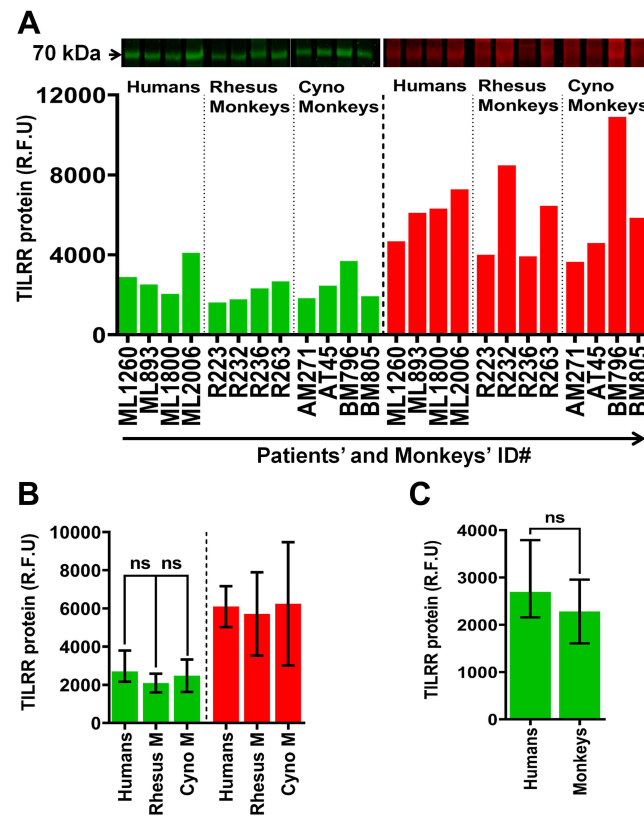 A
70 kDa
Humans Rhesus Monkeys Cyno Monkeys Humans Rhesus Monkeys Cyno Monkeys
TILRR protein (R.F.U)
12000
8000
4000
0
ML1260 ML893 ML1800 ML2006 R223 R232 R236 R263 AM271 AT45 BM796 BM805 ML1260 ML893 ML1800 ML2006 R223 R232 R236 R263 AM271 AT45 BM796 BM805
Patients' and Monkeys' ID#
B
TILRR protein (R.F.U)
10000
8000
6000
4000
2000
0
ns ns
Humans Rhesus M Cyno M Humans Rhesus M Cyno M
C
TILRR protein (R.F.U)
4000
3000
2000
1000
0
ns
Humans Monkeys